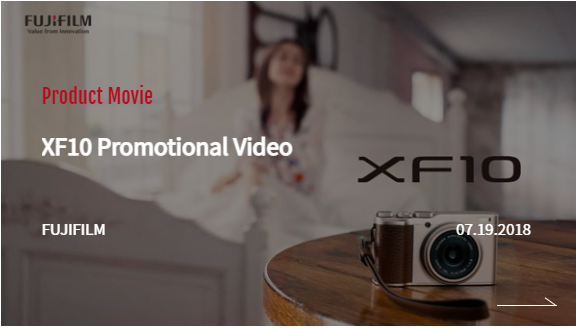 FUJIFILM
Value from Innovation
Product Movie
XF10 Promotional Video
XF10
FUJIFILM
07.19.2018